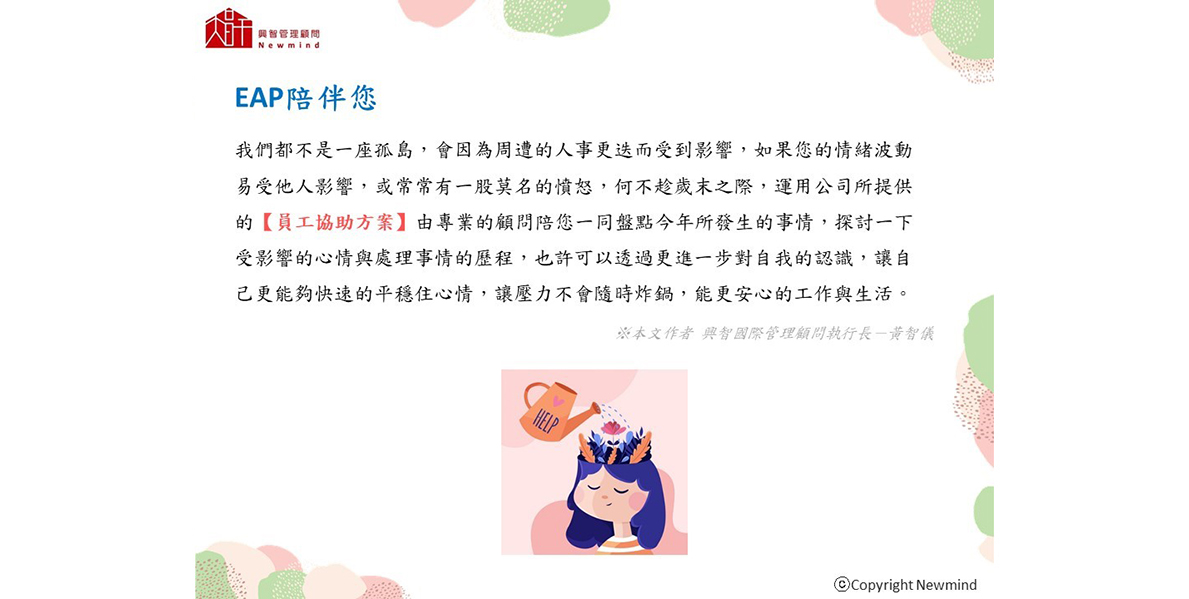 興智管理顧問
Newmind
EAP陪伴您
我們都不是一座孤島，會因為周遭的人事更迭而受到影響，如果您的情緒波動
易受他人影響，或常常有一股莫名的憤怒，何不趁歲末之際，運用公司所提供
的【員工協助方案】由專業的顧問陪您一同盤點今年所發生的事情，探討一下
受影響的心情與處理事情的歷程，也許可以透過更進一步對自我的認識，讓自
己更能夠快速的平穩住心情，讓壓力不會隨時炸鍋，能更安心的工作與生活。
※本文作者 興智國際管理顧問執行長－黃智儀
HELP
©Copyright Newmind